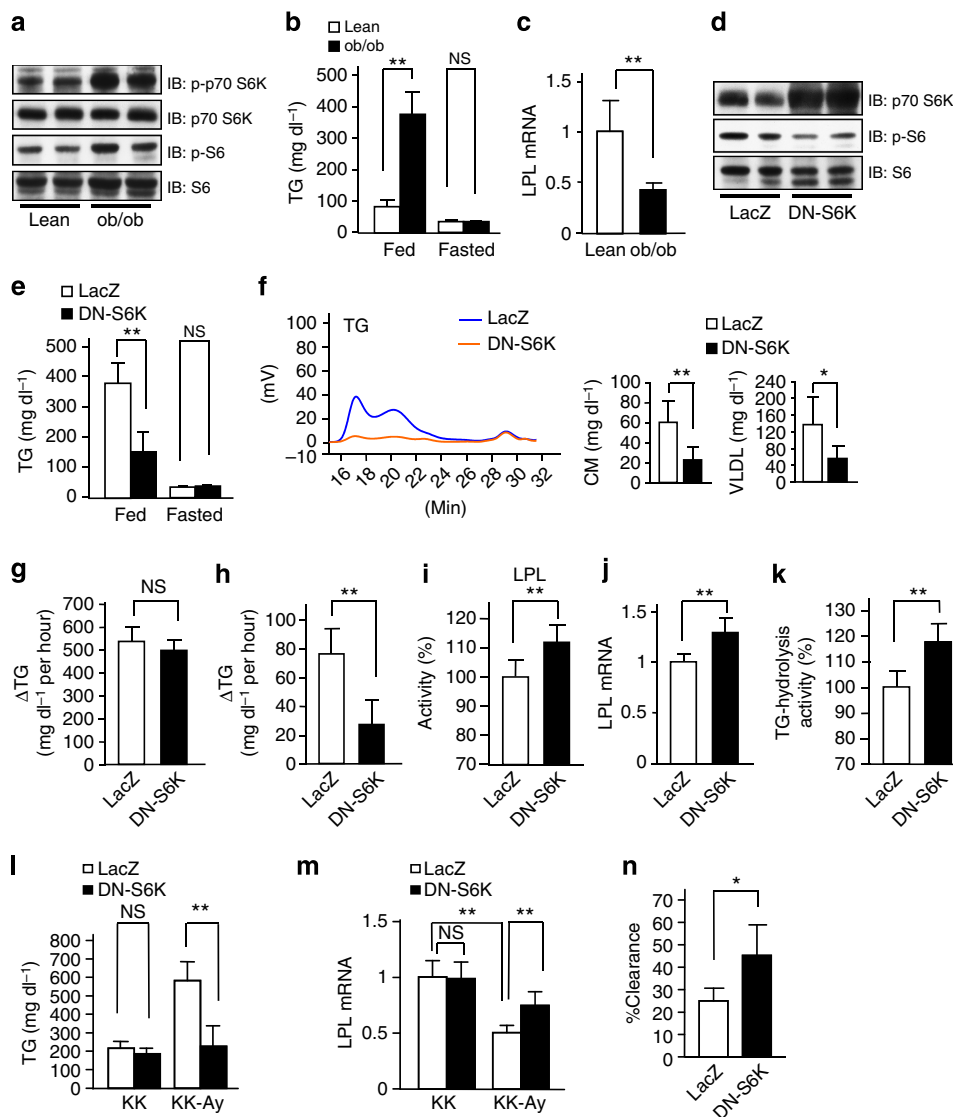 a
IB: p-p70 S6K
IB: p70 S6K
IB: p-S6
IB: S6
Lean ob/ob
b
Lean
ob/ob
TG (mg dl–1)
500
400
300
200
100
0
**
NS
Fed Fasted
c
LPL mRNA
1.5
1
0.5
0
**
Lean ob/ob
d
IB: p70 S6K
IB: p-S6
IB: S6
LacZ DN-S6K
e
LacZ
DN-S6K
TG (mg dl–1)
500
400
300
200
100
0
**
NS
Fed Fasted
f
TG
LacZ
DN-S6K
(mV)
100
80
60
40
20
0
–10
16 18 20 22 24 26 28 30 32
(Min)
LacZ
DN-S6K
CM (mg dl–1)
100
80
60
40
20
0
**
VLDL (mg dl–1)
240
200
160
120
80
40
0
*
g
ΔTG
(mg dl–1 per hour)
700
600
500
400
300
200
100
0
NS
LacZ
DN-S6K
h
ΔTG
(mg dl–1 per hour)
100
80
60
40
20
0
**
LacZ
DN-S6K
i
LPL
Activity (%)
130
120
110
100
90
80
70
**
LacZ
DN-S6K
j
LPL mRNA
1.5
1
0.5
0
**
LacZ
DN-S6K
k
TG-hydrolysis
activity (%)
130
120
110
100
90
80
70
**
LacZ
DN-S6K
l
LacZ
DN-S6K
TG (mg dl–1)
800
700
600
500
400
300
200
100
0
NS
**
KK KK-Ay
m
LacZ
DN-S6K
LPL mRNA
1.5
1
0.5
0
**
NS
**
KK KK-Ay
n
%Clearance
80
70
60
50
40
30
20
10
0
*
LacZ
DN-S6K